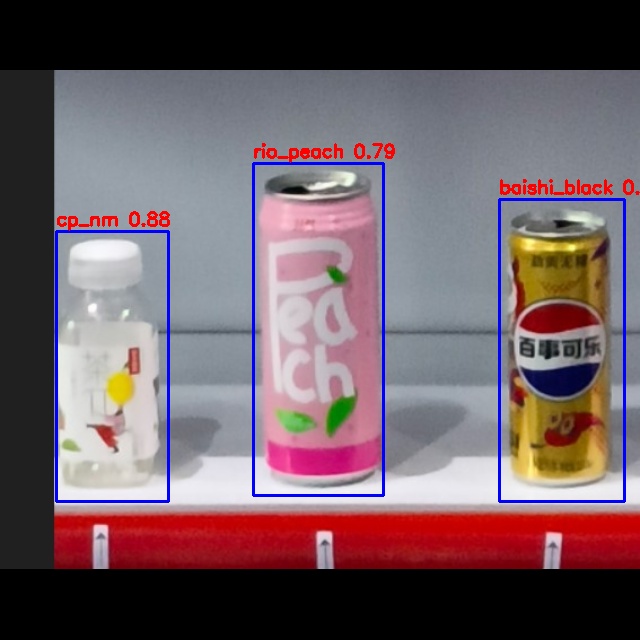 rio_peach 0.79
baishi_black 0.
cp_nm 0.88
Peach
百事可乐